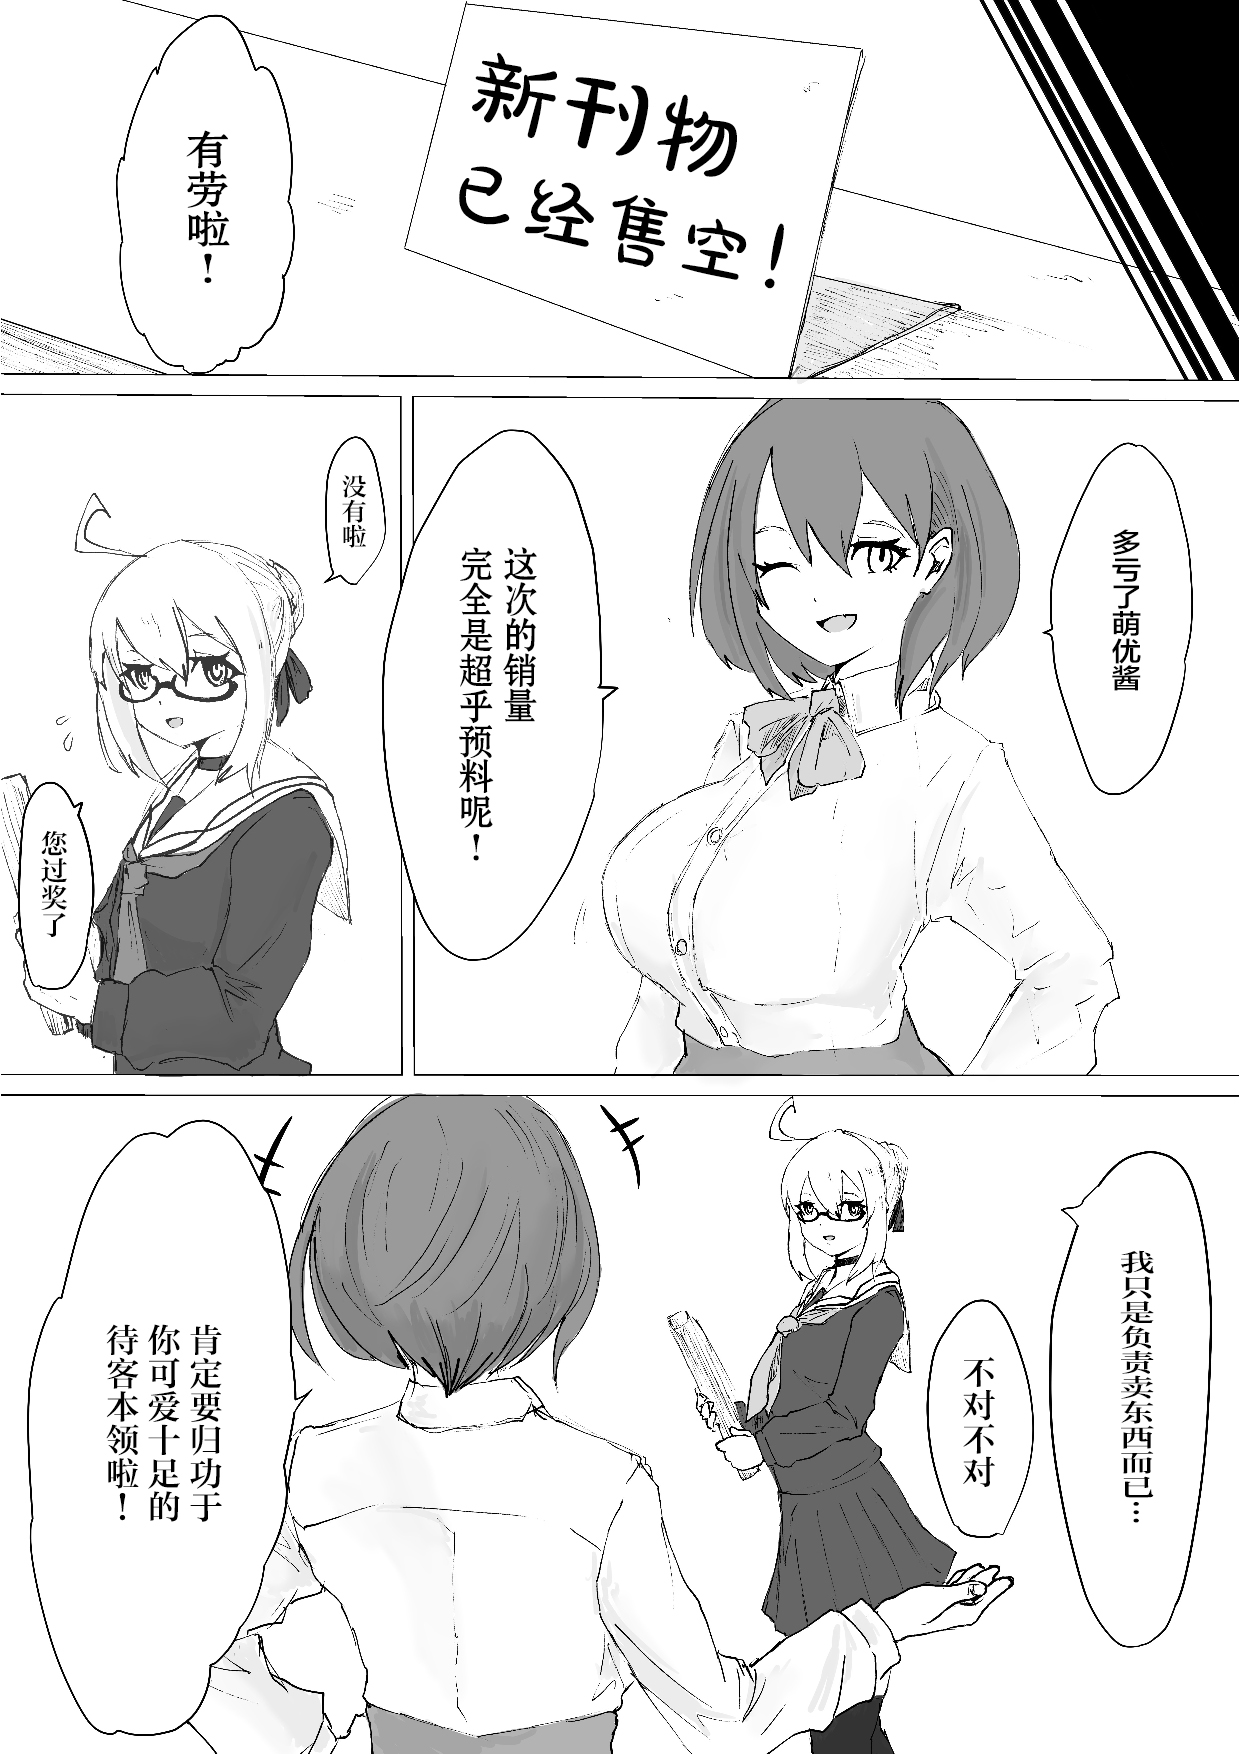 新刊物
已经售空！
有劳啦！
多亏了萌优酱
这次的销量
完全是超乎预料呢！
没有啦
您过奖了
我只是负责卖东西而已…
不对不对
肯定要归功于
你可爱十足的
待客本领啦！